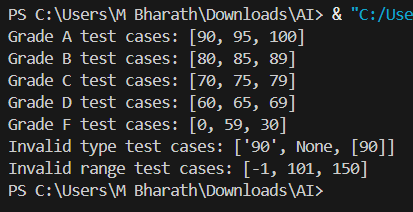 PS C:\Users\M Bharath\Downloads\AI> & "C:/Use
Grade A test cases: [90, 95, 100]
Grade B test cases: [80, 85, 89]
Grade C test cases: [70, 75, 79]
Grade D test cases: [60, 65, 69]
Grade F test cases: [0, 59, 30]
Invalid type test cases: ['90', None, [90]]
Invalid range test cases: [-1, 101, 150]
PS C:\Users\M Bharath\Downloads\AI>